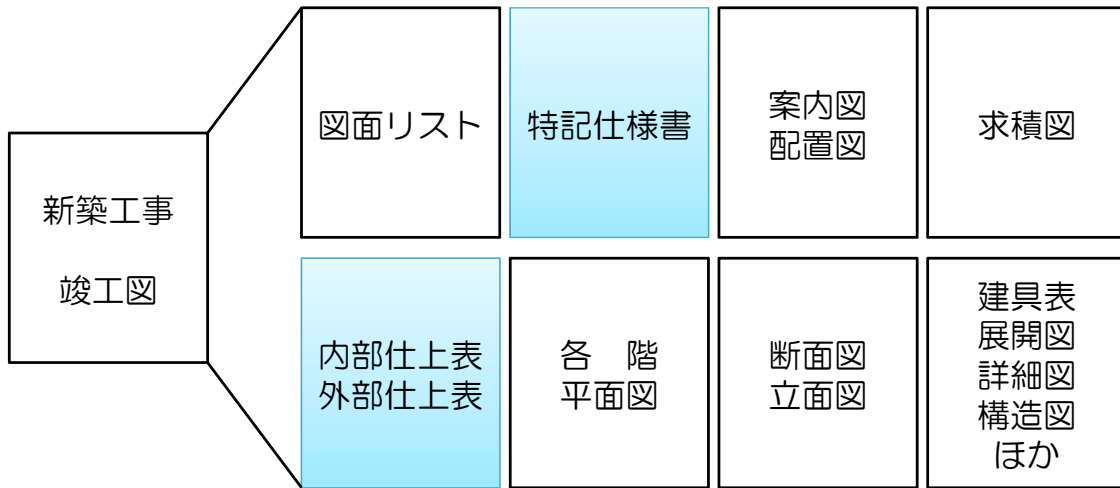 新築工事
竣工図
図面リスト
特記仕様書
案内図
配置図
求積図
内部仕上表
外部仕上表
各　階
平面図
断面図
立面図
建具表
展開図
詳細図
構造図
ほか